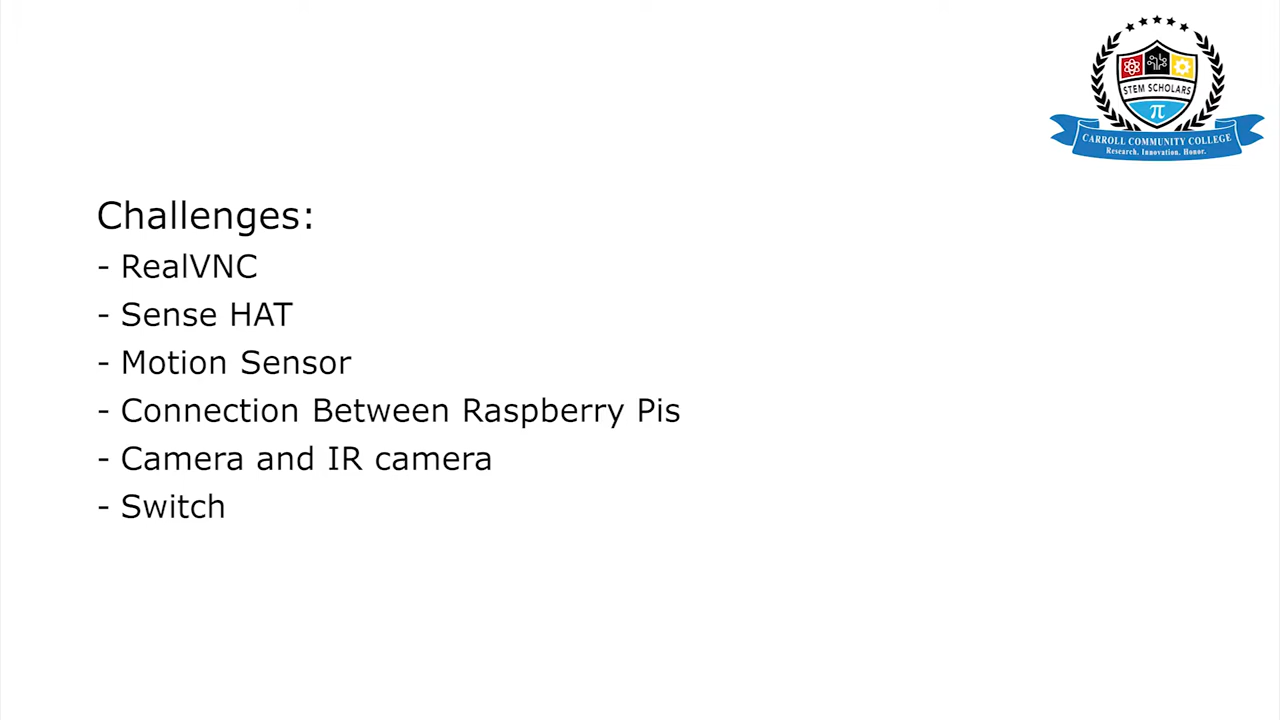 STEM SCHOLARS
π
CARROLL COMMUNITY COLLEGE
Research. Innovation. Honor.
Challenges:
- RealVNC
- Sense HAT
- Motion Sensor
- Connection Between Raspberry Pis
- Camera and IR camera
- Switch